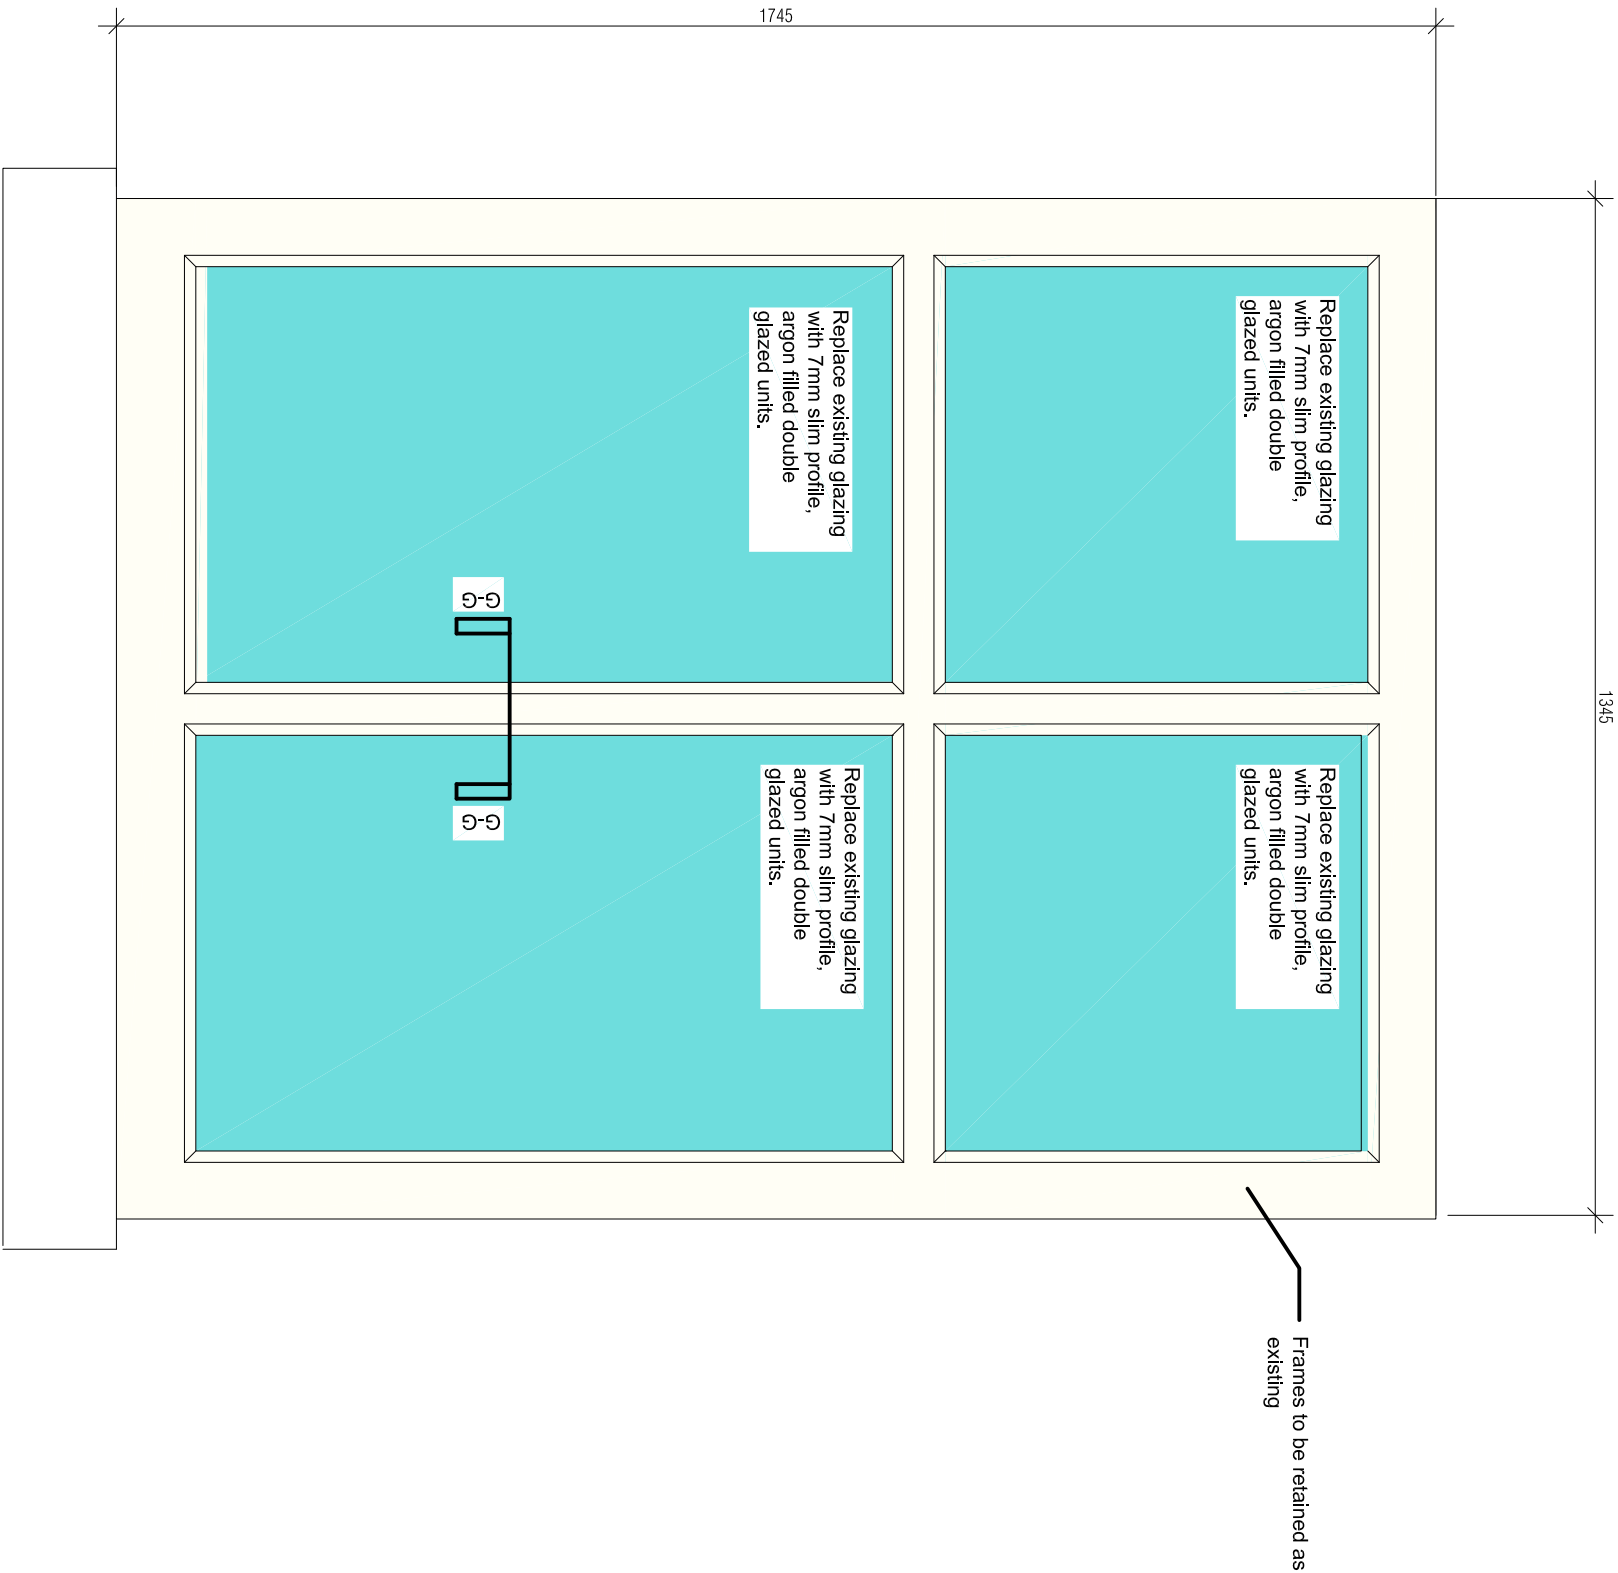 1345
1745
Replace existing glazing
with 7mm slim profile,
argon filled double
glazed units.
Replace existing glazing
with 7mm slim profile,
argon filled double
glazed units.
Frames to be retained as
existing
Replace existing glazing
with 7mm slim profile,
argon filled double
glazed units.
Replace existing glazing
with 7mm slim profile,
argon filled double
glazed units.
G-G
G-G